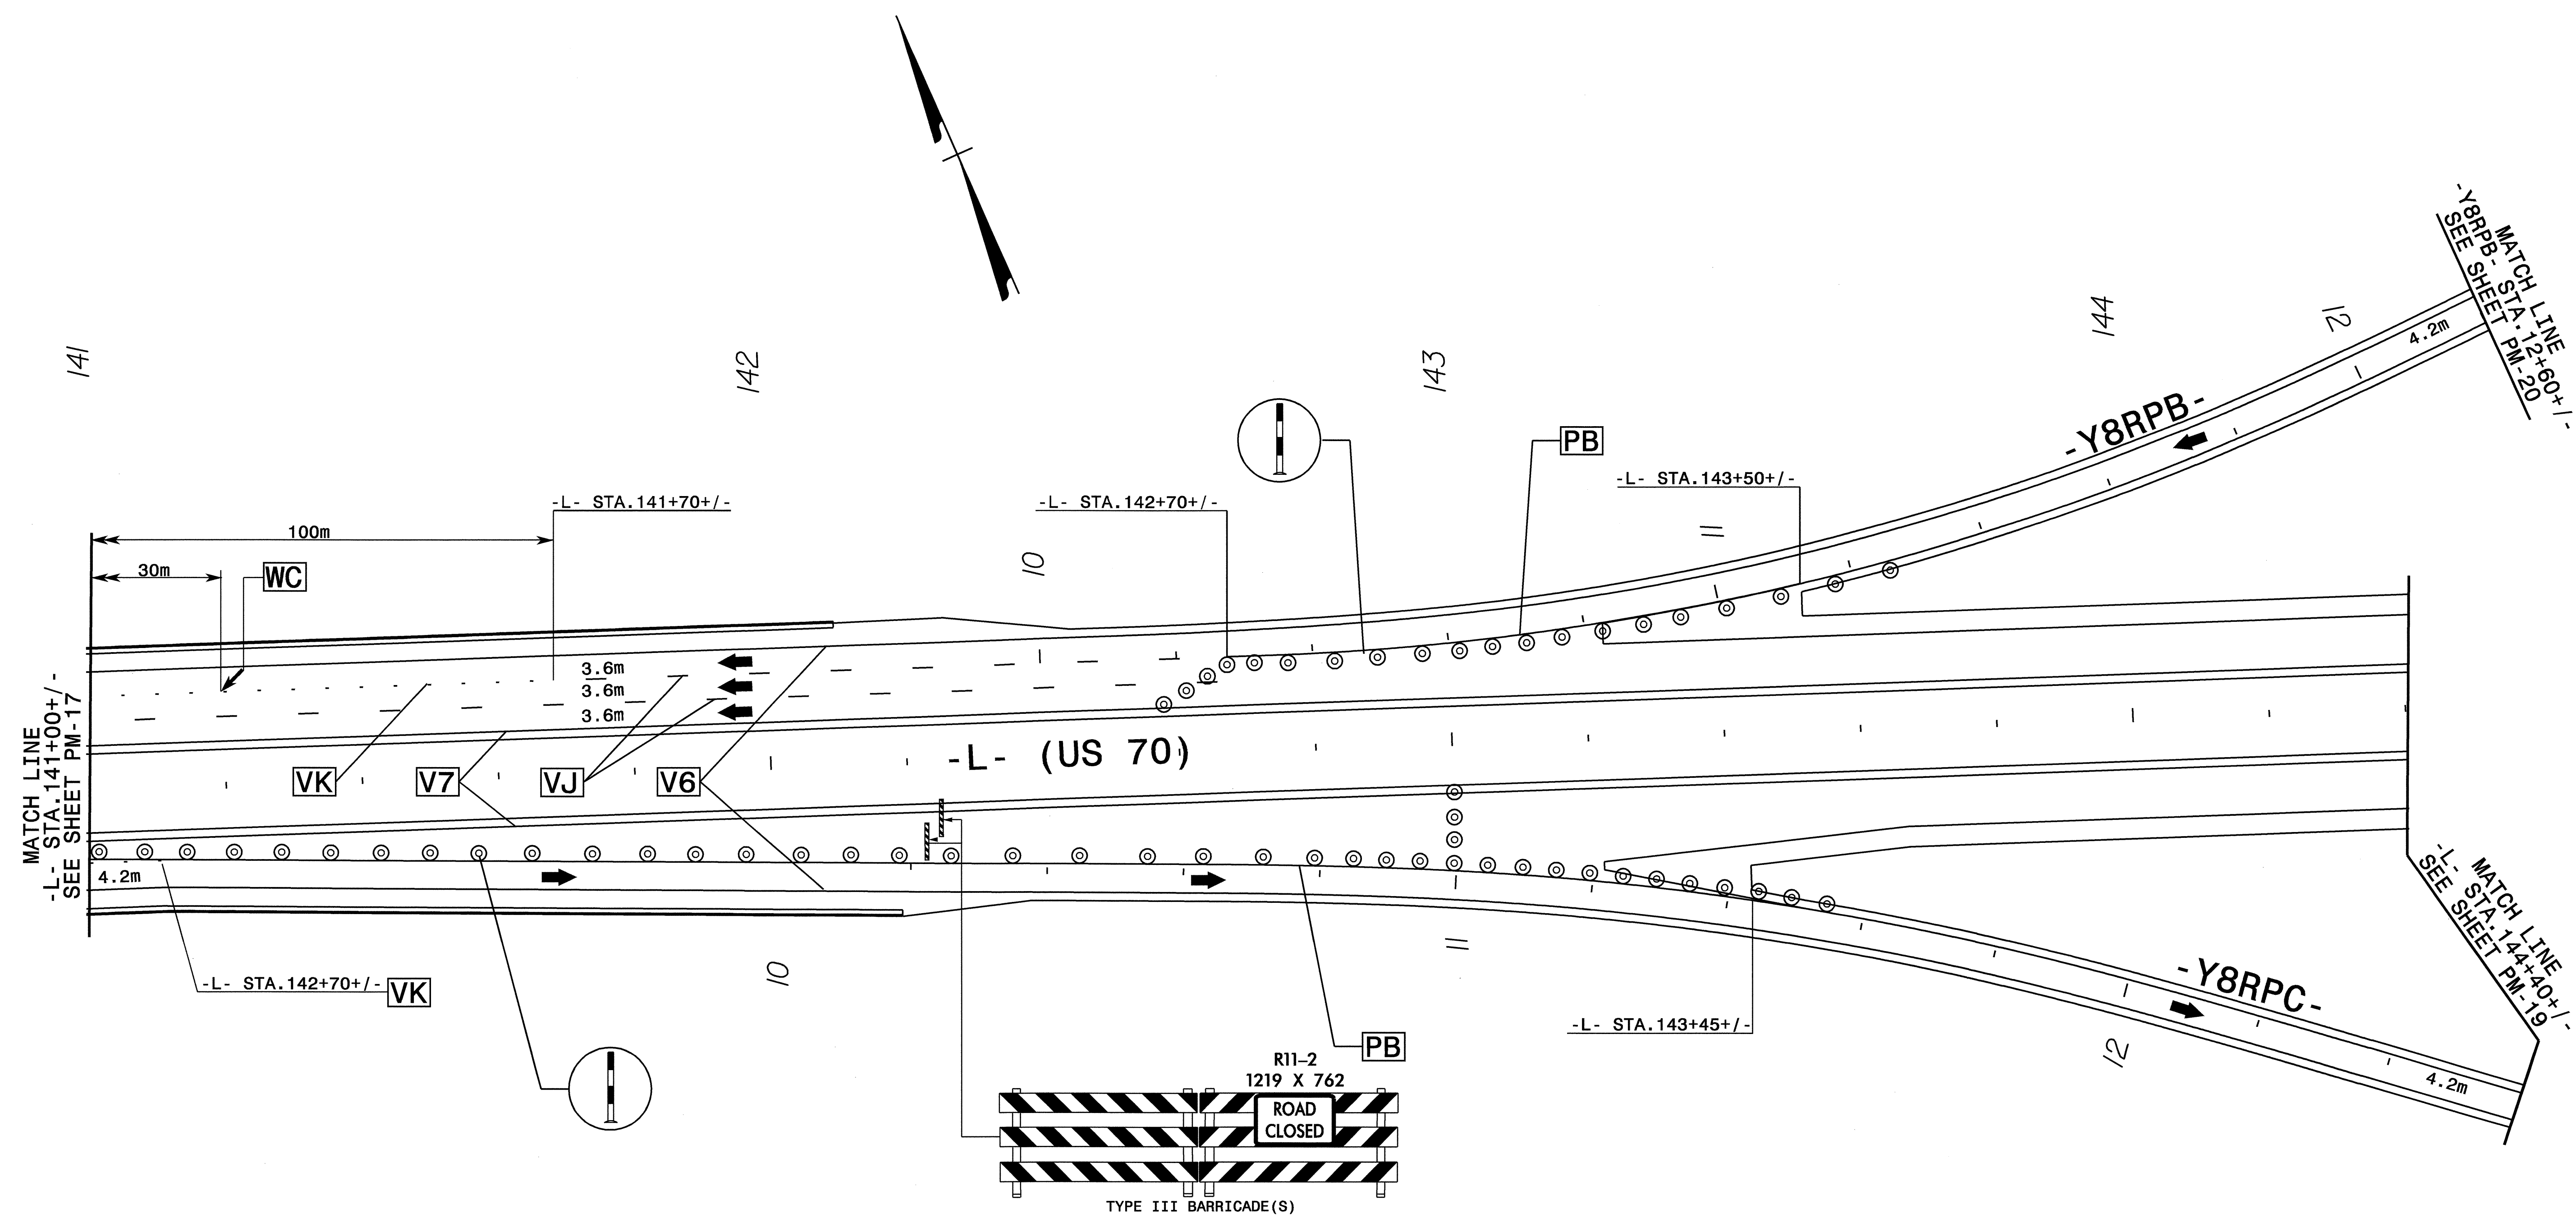 141
142
143
144
12
MATCH LINE
-Y8RPB- STA.12+60+/-
SEE SHEET PM-20
4.2m
-Y8RPB-
PB
-L- STA.141+70+/-
-L- STA.142+70+/-
-L- STA.143+50+/-
100m
30m
WC
10
11
3.6m
3.6m
3.6m
MATCH LINE
-L- STA.141+00+/-
SEE SHEET PM-17
-L- (US 70)
VK
V7
VJ
V6
4.2m
-L- STA.142+70+/-
VK
10
11
-Y8RPC-
MATCH LINE
-L- STA.144+40+/-
SEE SHEET PM-19
-L- STA.143+45+/-
PB
12
4.2m
R11-2
1219 X 762
ROAD
CLOSED
TYPE III BARRICADE(S)